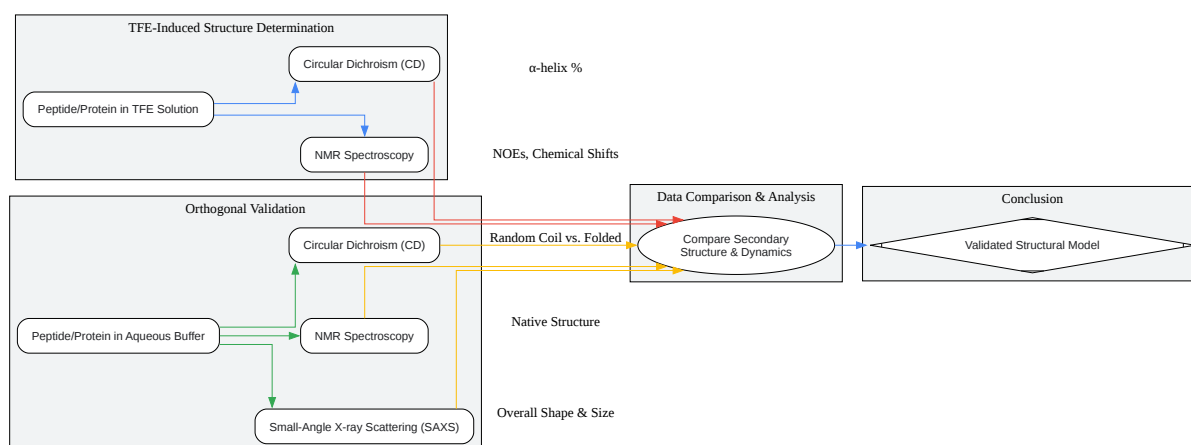 TFE-Induced Structure Determination
Circular Dichroism (CD)
α-helix %
Peptide/Protein in TFE Solution
NMR Spectroscopy
NOEs, Chemical Shifts
Orthogonal Validation
Circular Dichroism (CD)
Random Coil vs. Folded
Peptide/Protein in Aqueous Buffer
NMR Spectroscopy
Native Structure
Small-Angle X-ray Scattering (SAXS)
Overall Shape & Size
Data Comparison & Analysis
Compare Secondary
Structure & Dynamics
Conclusion
Validated Structural Model